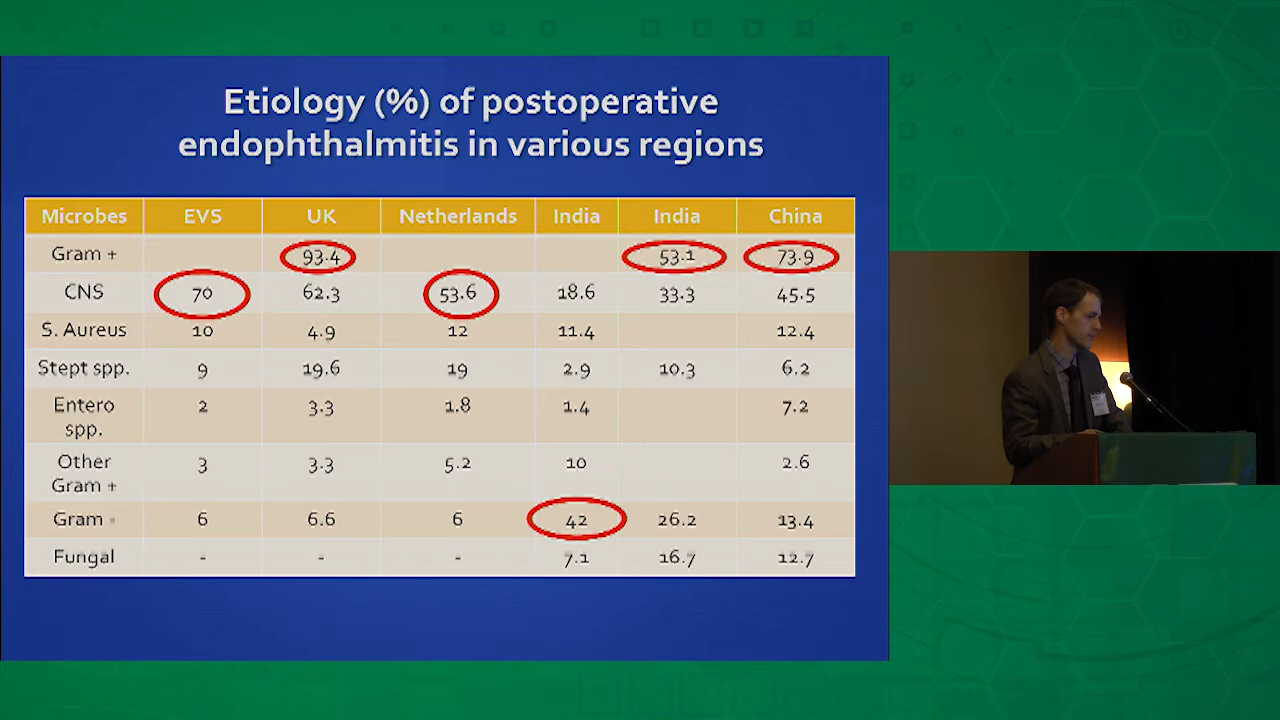 Etiology (%) of postoperative
endophthalmitis in various regions
Microbes EVS UK Netherlands India India China
Gram + 93.4 53.1 73.9
CNS 70 62.3 53.6 18.6 33.3 45.5
S. Aureus 10 4.9 12 11.4 12.4
Stept spp. 9 19.6 19 2.9 10.3 6.2
Entero
spp. 2 3.3 1.8 1.4 7.2
Other
Gram + 3 3.3 5.2 10 2.6
Gram - 6 6.6 6 42 26.2 13.4
Fungal - - - 7.1 16.7 12.7